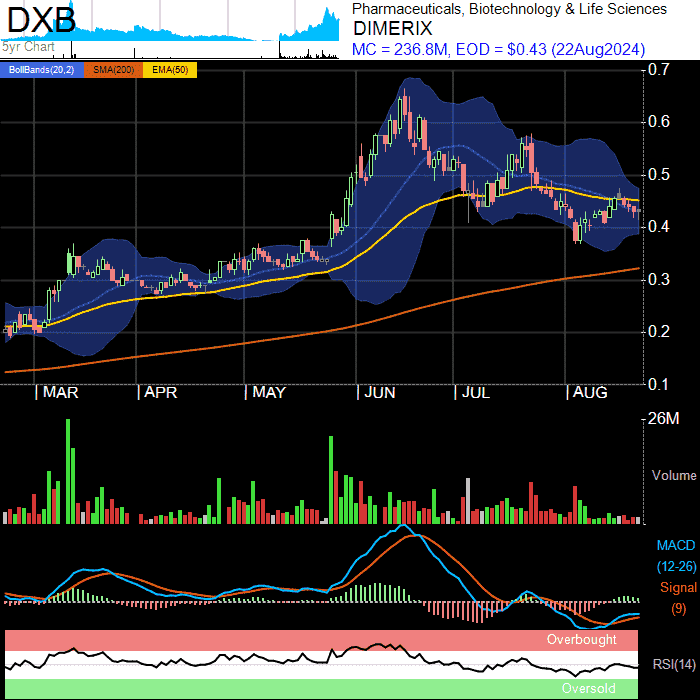 DXB
5yr Chart
Pharmaceuticals, Biotechnology & Life Sciences
DIMERIX
MC = 236.8M, EOD = $0.43 (22Aug2024)
BollBands(20,2) SMA(200) EMA(50)
0.7
0.6
0.5
0.4
0.3
0.2
0.1
MAR APR MAY JUN JUL AUG
26M
Volume
MACD
(12-26)
Signal
(9)
Overbought
RSI(14)
Oversold